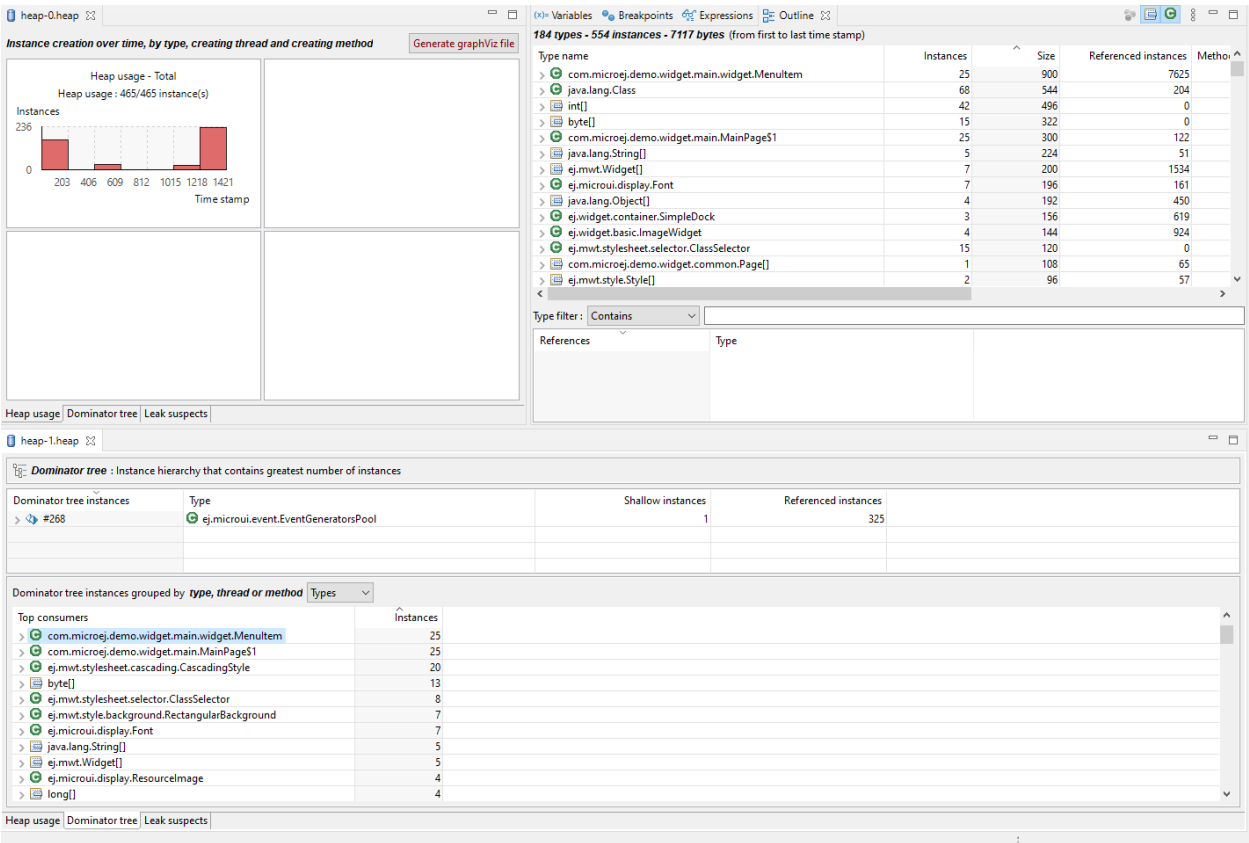 heap-0.heap
Instance creation over time, by type, creating thread and creating method
Generate graphViz file
Heap usage - Total
Heap usage : 465/465 instance(s)
Instances
236
0
203 406 609 812 1015 1218 1421
Time stamp
Heap usage Dominator tree Leak suspects
(x)= Variables Breakpoints Expressions Outline
184 types - 554 instances - 7117 bytes (from first to last time stamp)
Type name Instances Size Referenced instances Metho
com.microej.demo.widget.main.widget.MenuItem 25 900 7625
java.lang.Class 68 544 204
int[] 42 496 0
byte[] 15 322 0
com.microej.demo.widget.main.MainPage$1 25 300 122
java.lang.String[] 5 224 51
ej.mwt.Widget[] 7 200 1534
ej.microui.display.Font 7 196 161
java.lang.Object[] 4 192 450
ej.widget.container.SimpleDock 3 156 619
ej.widget.basic.ImageWidget 4 144 924
ej.mwt.stylesheet.selector.ClassSelector 15 120 0
com.microej.demo.widget.common.Page[] 1 108 65
ej.mwt.style.Style[] 2 96 57
Type filter : Contains
References Type
heap-1.heap
Dominator tree : Instance hierarchy that contains greatest number of instances
Dominator tree instances Type Shallow instances Referenced instances
#268 ej.microui.event.EventGeneratorsPool 1 325
Dominator tree instances grouped by type, thread or method Types
Top consumers Instances
com.microej.demo.widget.main.widget.MenuItem 25
com.microej.demo.widget.main.MainPage$1 25
ej.mwt.stylesheet.cascading.CascadingStyle 20
byte[] 13
ej.mwt.stylesheet.selector.ClassSelector 8
ej.mwt.style.background.RectangularBackground 7
ej.microui.display.Font 7
java.lang.String[] 5
ej.mwt.Widget[] 5
ej.microui.display.ResourceImage 4
long[] 4
Heap usage Dominator tree Leak suspects